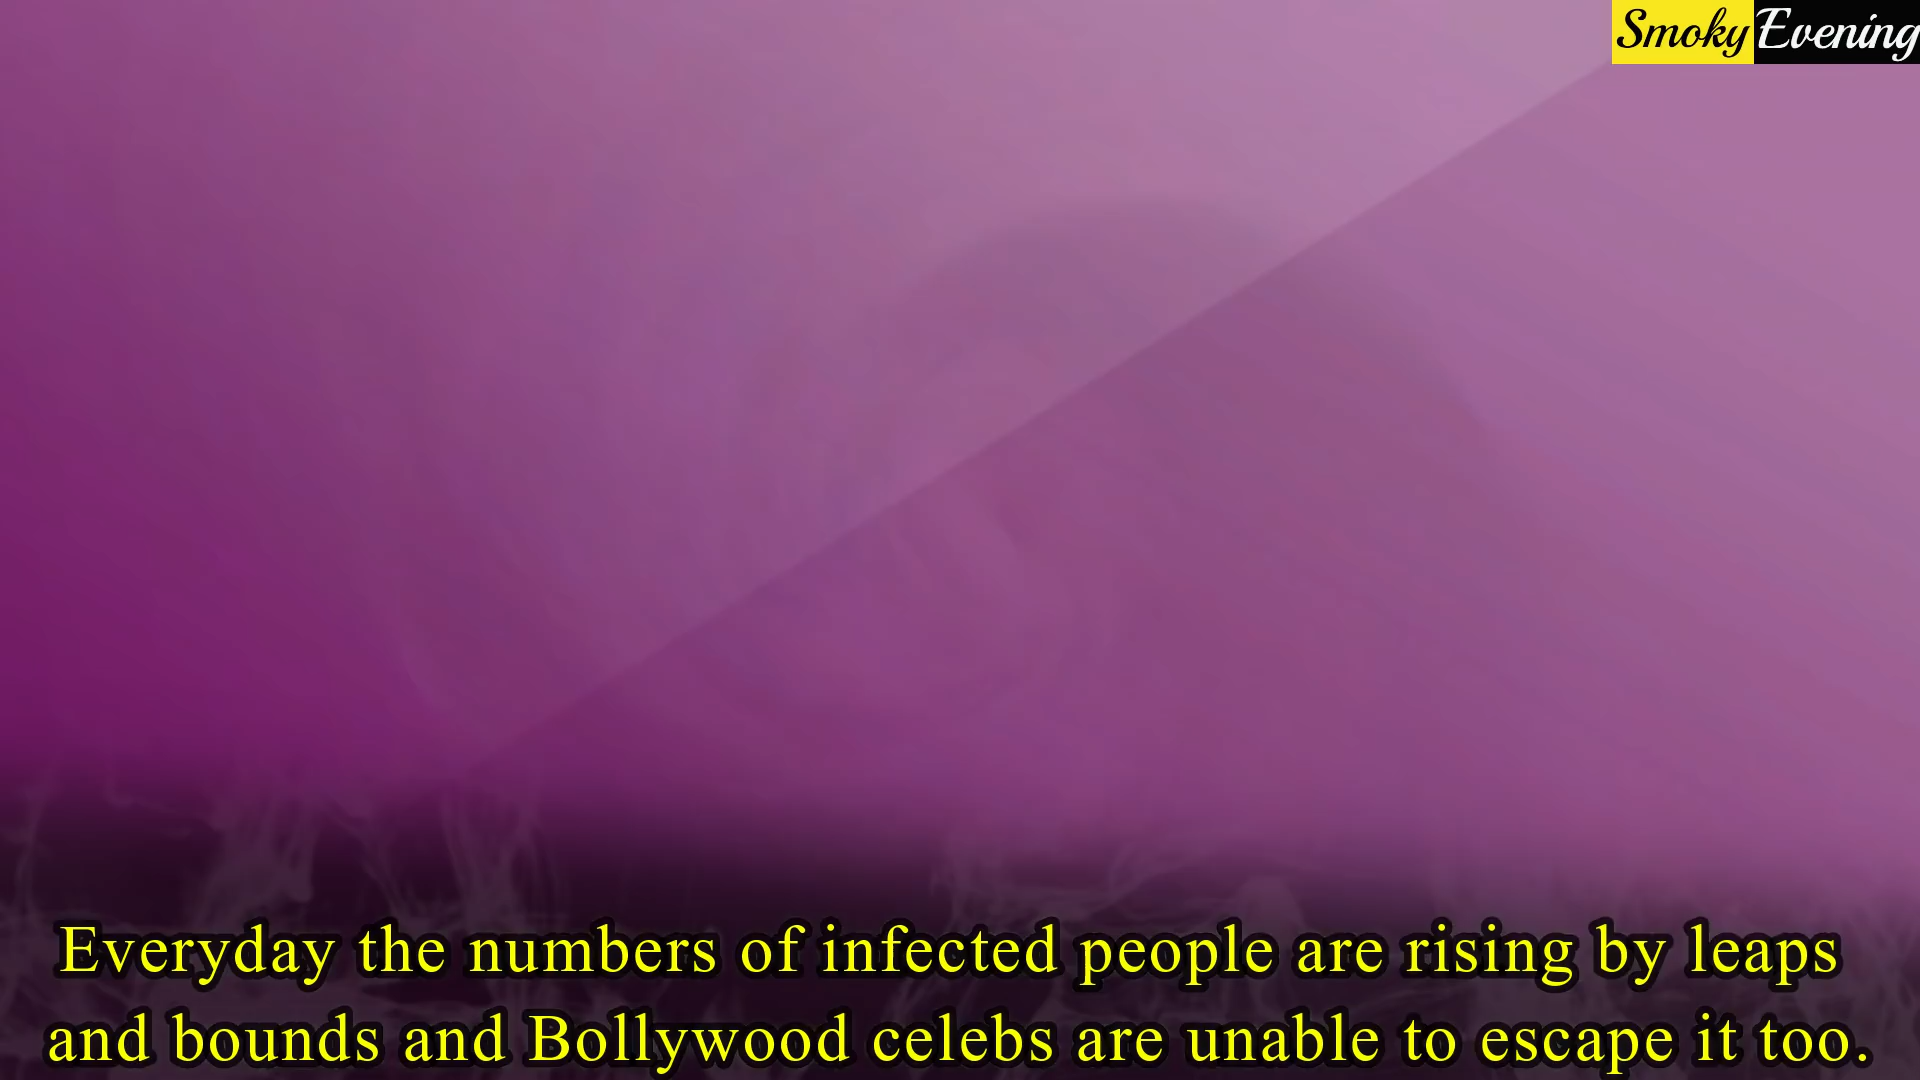 Smoky Evening
Everyday the numbers of infected people are rising by leaps
and bounds and Bollywood celebs are unable to escape it too.